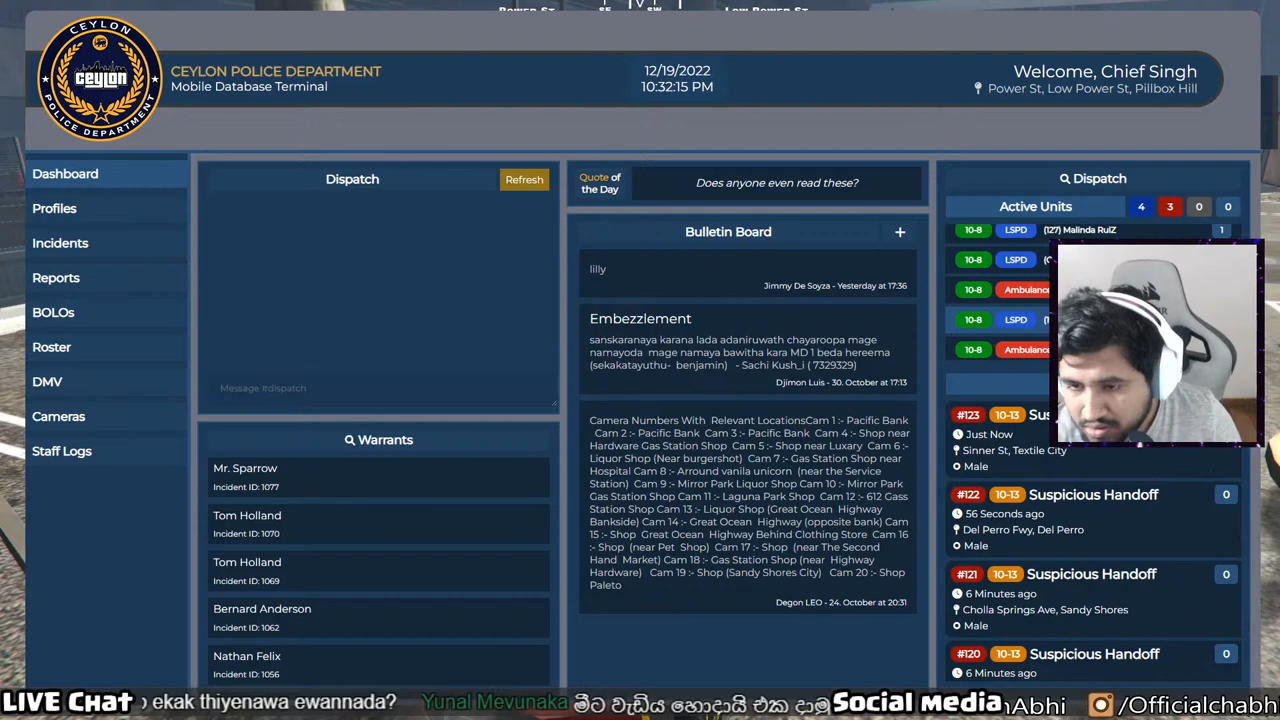 Power St
SE
SW
Low Power St
CEYLON
CEYLON
POLICE DEPARTMENT
CEYLON POLICE DEPARTMENT
Mobile Database Terminal
12/19/2022
10:32:15 PM
Welcome, Chief Singh
Power St, Low Power St, Pillbox Hill
Dashboard
Profiles
Incidents
Reports
BOLOs
Roster
DMV
Cameras
Staff Logs
Dispatch
Refresh
Message #dispatch
Warrants
Mr. Sparrow
Incident ID: 1077
Tom Holland
Incident ID: 1070
Tom Holland
Incident ID: 1069
Bernard Anderson
Incident ID: 1062
Nathan Felix
Incident ID: 1056
Quote of
the Day
Does anyone even read these?
Bulletin Board +
lilly
Jimmy De Soyza - Yesterday at 17:36
Embezzlement
sanskaranaya karana lada adaniruwath chayaroopa mage
namayoda mage namaya bawitha kara MD 1 beda hereema
(sekakatayuthu- benjamin) - Sachi Kush_i ( 7329329)
Djimon Luis - 30. October at 17:13
Camera Numbers With Relevant LocationsCam 1 :- Pacific Bank
Cam 2 :- Pacific Bank Cam 3 :- Pacific Bank Cam 4 :- Shop near
Hardware Gas Station Shop Cam 5 :- Shop near Luxary Cam 6 :-
Liquor Shop (Near burgershot) Cam 7 :- Gas Station Shop near
Hospital Cam 8 :- Arround vanila unicorn (near the Service
Station) Cam 9 :- Mirror Park Liquor Shop Cam 10 :- Mirror Park
Gas Station Shop Cam 11 :- Laguna Park Shop Cam 12 :- 612 Gass
Station Shop Cam 13 :- Liquor Shop (Great Ocean Highway
Bankside) Cam 14 :- Great Ocean Highway (opposite bank) Cam
15 :- Shop Great Ocean Highway Behind Clothing Store Cam 16
:- Shop (near Pet Shop) Cam 17 :- Shop (near The Second
Hand Market) Cam 18 :- Gas Station Shop (near Highway
Hardware) Cam 19 :- Shop (Sandy Shores City) Cam 20 :- Shop
Paleto
Degon LEO - 24. October at 20:31
Dispatch
Active Units 4 3 0 0
10-8 LSPD (127) Malinda RulZ 1
10-8 LSPD
10-8 Ambulance
10-8 LSPD
10-8 Ambulance
#123 10-13
Just Now
Sinner St, Textile City
Male
#122 10-13 Suspicious Handoff 0
56 Seconds ago
Del Perro Fwy, Del Perro
Male
#121 10-13 Suspicious Handoff 0
6 Minutes ago
Cholla Springs Ave, Sandy Shores
Male
#120 10-13 Suspicious Handoff 0
6 Minutes ago
LIVE Chat
ekak thiyenawa ewannada? Yunal Mevunaka මීට වැඩිය හොදායි එක දාමු
Social Media
Abhi /Officialchabh